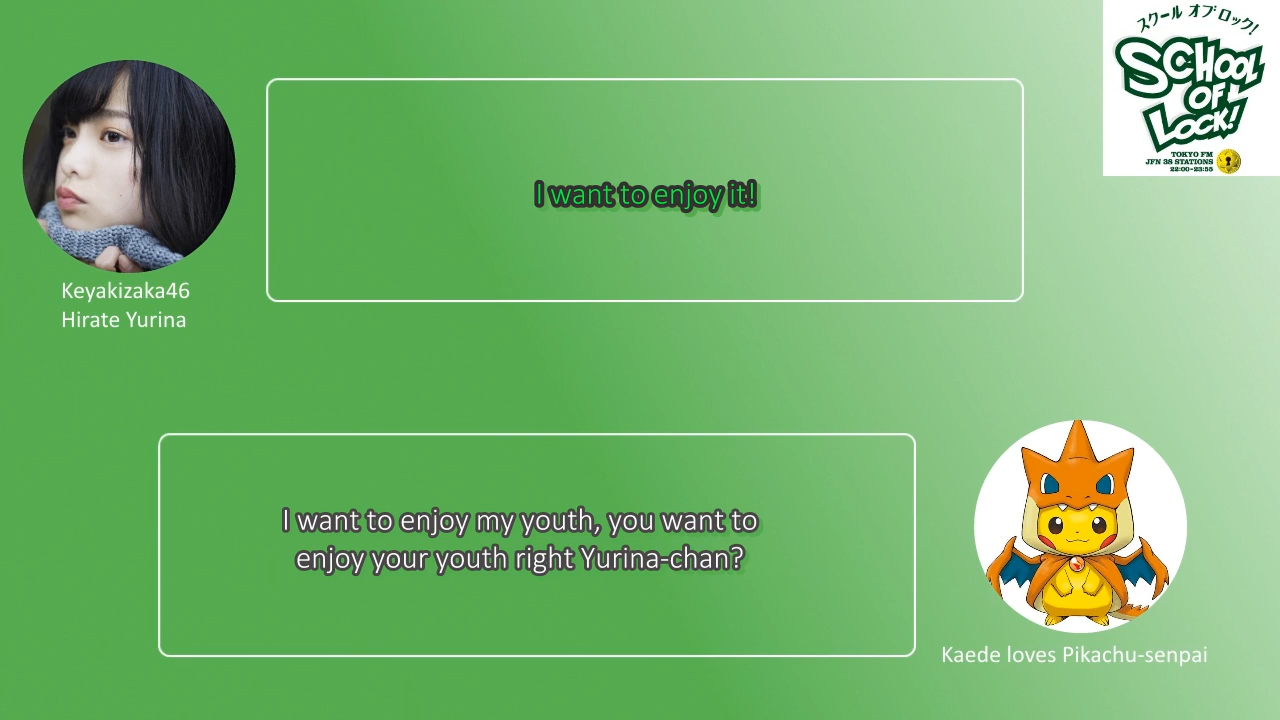 スクール オブ ロック!
SCHOOL
OF
LOCK!
TOKYO FM
JFN 38 STATIONS
22:00-23:55
I want to enjoy it!
Keyakizaka46
Hirate Yurina
I want to enjoy my youth, you want to
enjoy your youth right Yurina-chan?
Kaede loves Pikachu-senpai